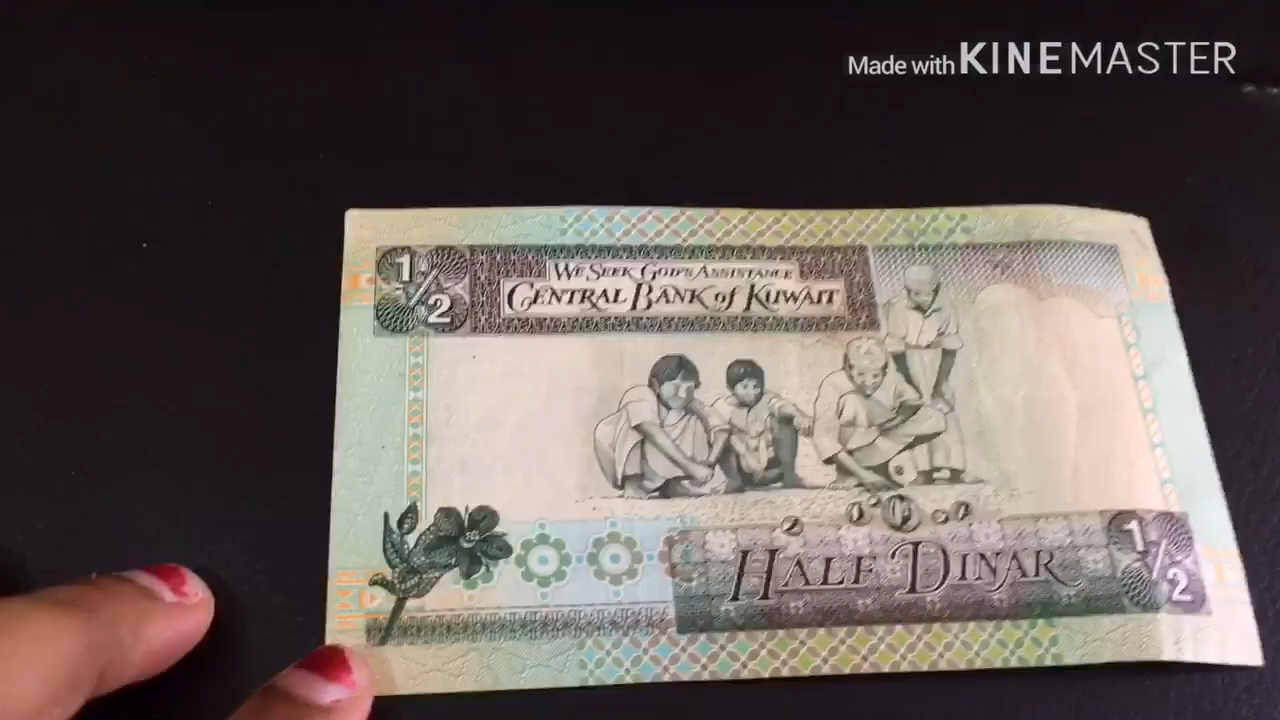 Made with KINEMASTER
1/2
WE SEEK GOD'S ASSISTANCE
CENTRAL BANK of KUWAIT
HALF DINAR
1/2